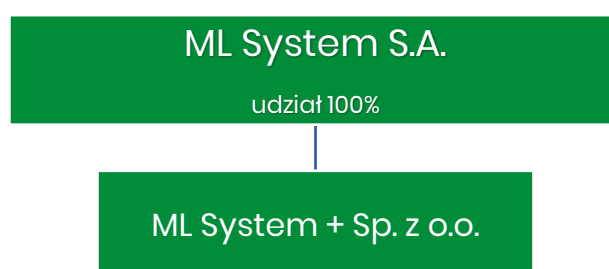 ML System S.A.
udział 100%
ML System + Sp. z o.o.